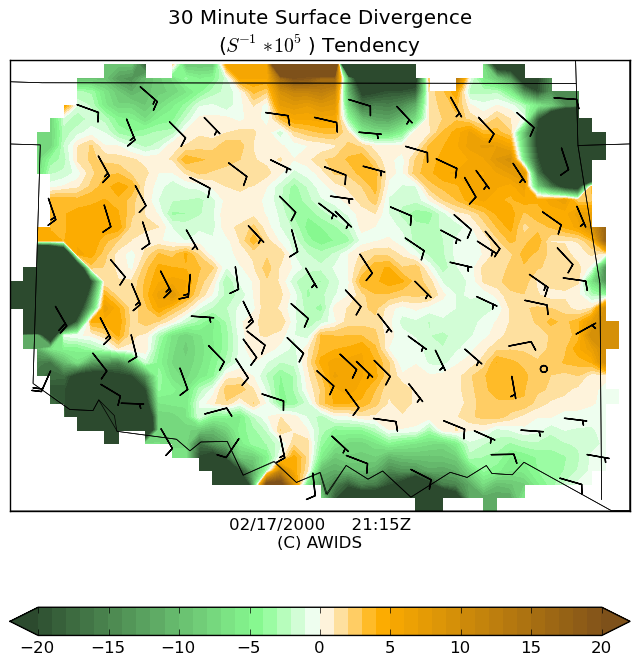 30 Minute Surface Divergence
(S⁻¹ * 10⁵ ) Tendency
02/17/2000 21:15Z
(C) AWIDS
−20 −15 −10 −5 0 5 10 15 20